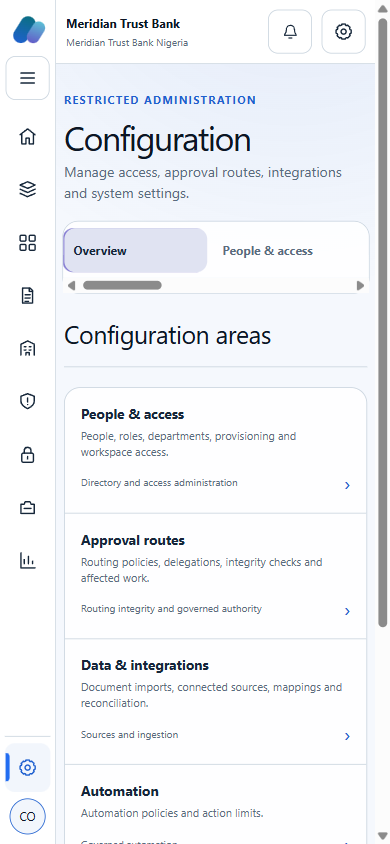 Meridian Trust Bank
Meridian Trust Bank Nigeria
RESTRICTED ADMINISTRATION
Configuration
Manage access, approval routes, integrations
and system settings.
Overview
People & access
Configuration areas
People & access
People, roles, departments, provisioning and
workspace access.
Directory and access administration
Approval routes
Routing policies, delegations, integrity checks and
affected work.
Routing integrity and governed authority
Data & integrations
Document imports, connected sources, mappings and
reconciliation.
Sources and ingestion
Automation
Automation policies and action limits.
Governed automation
CO